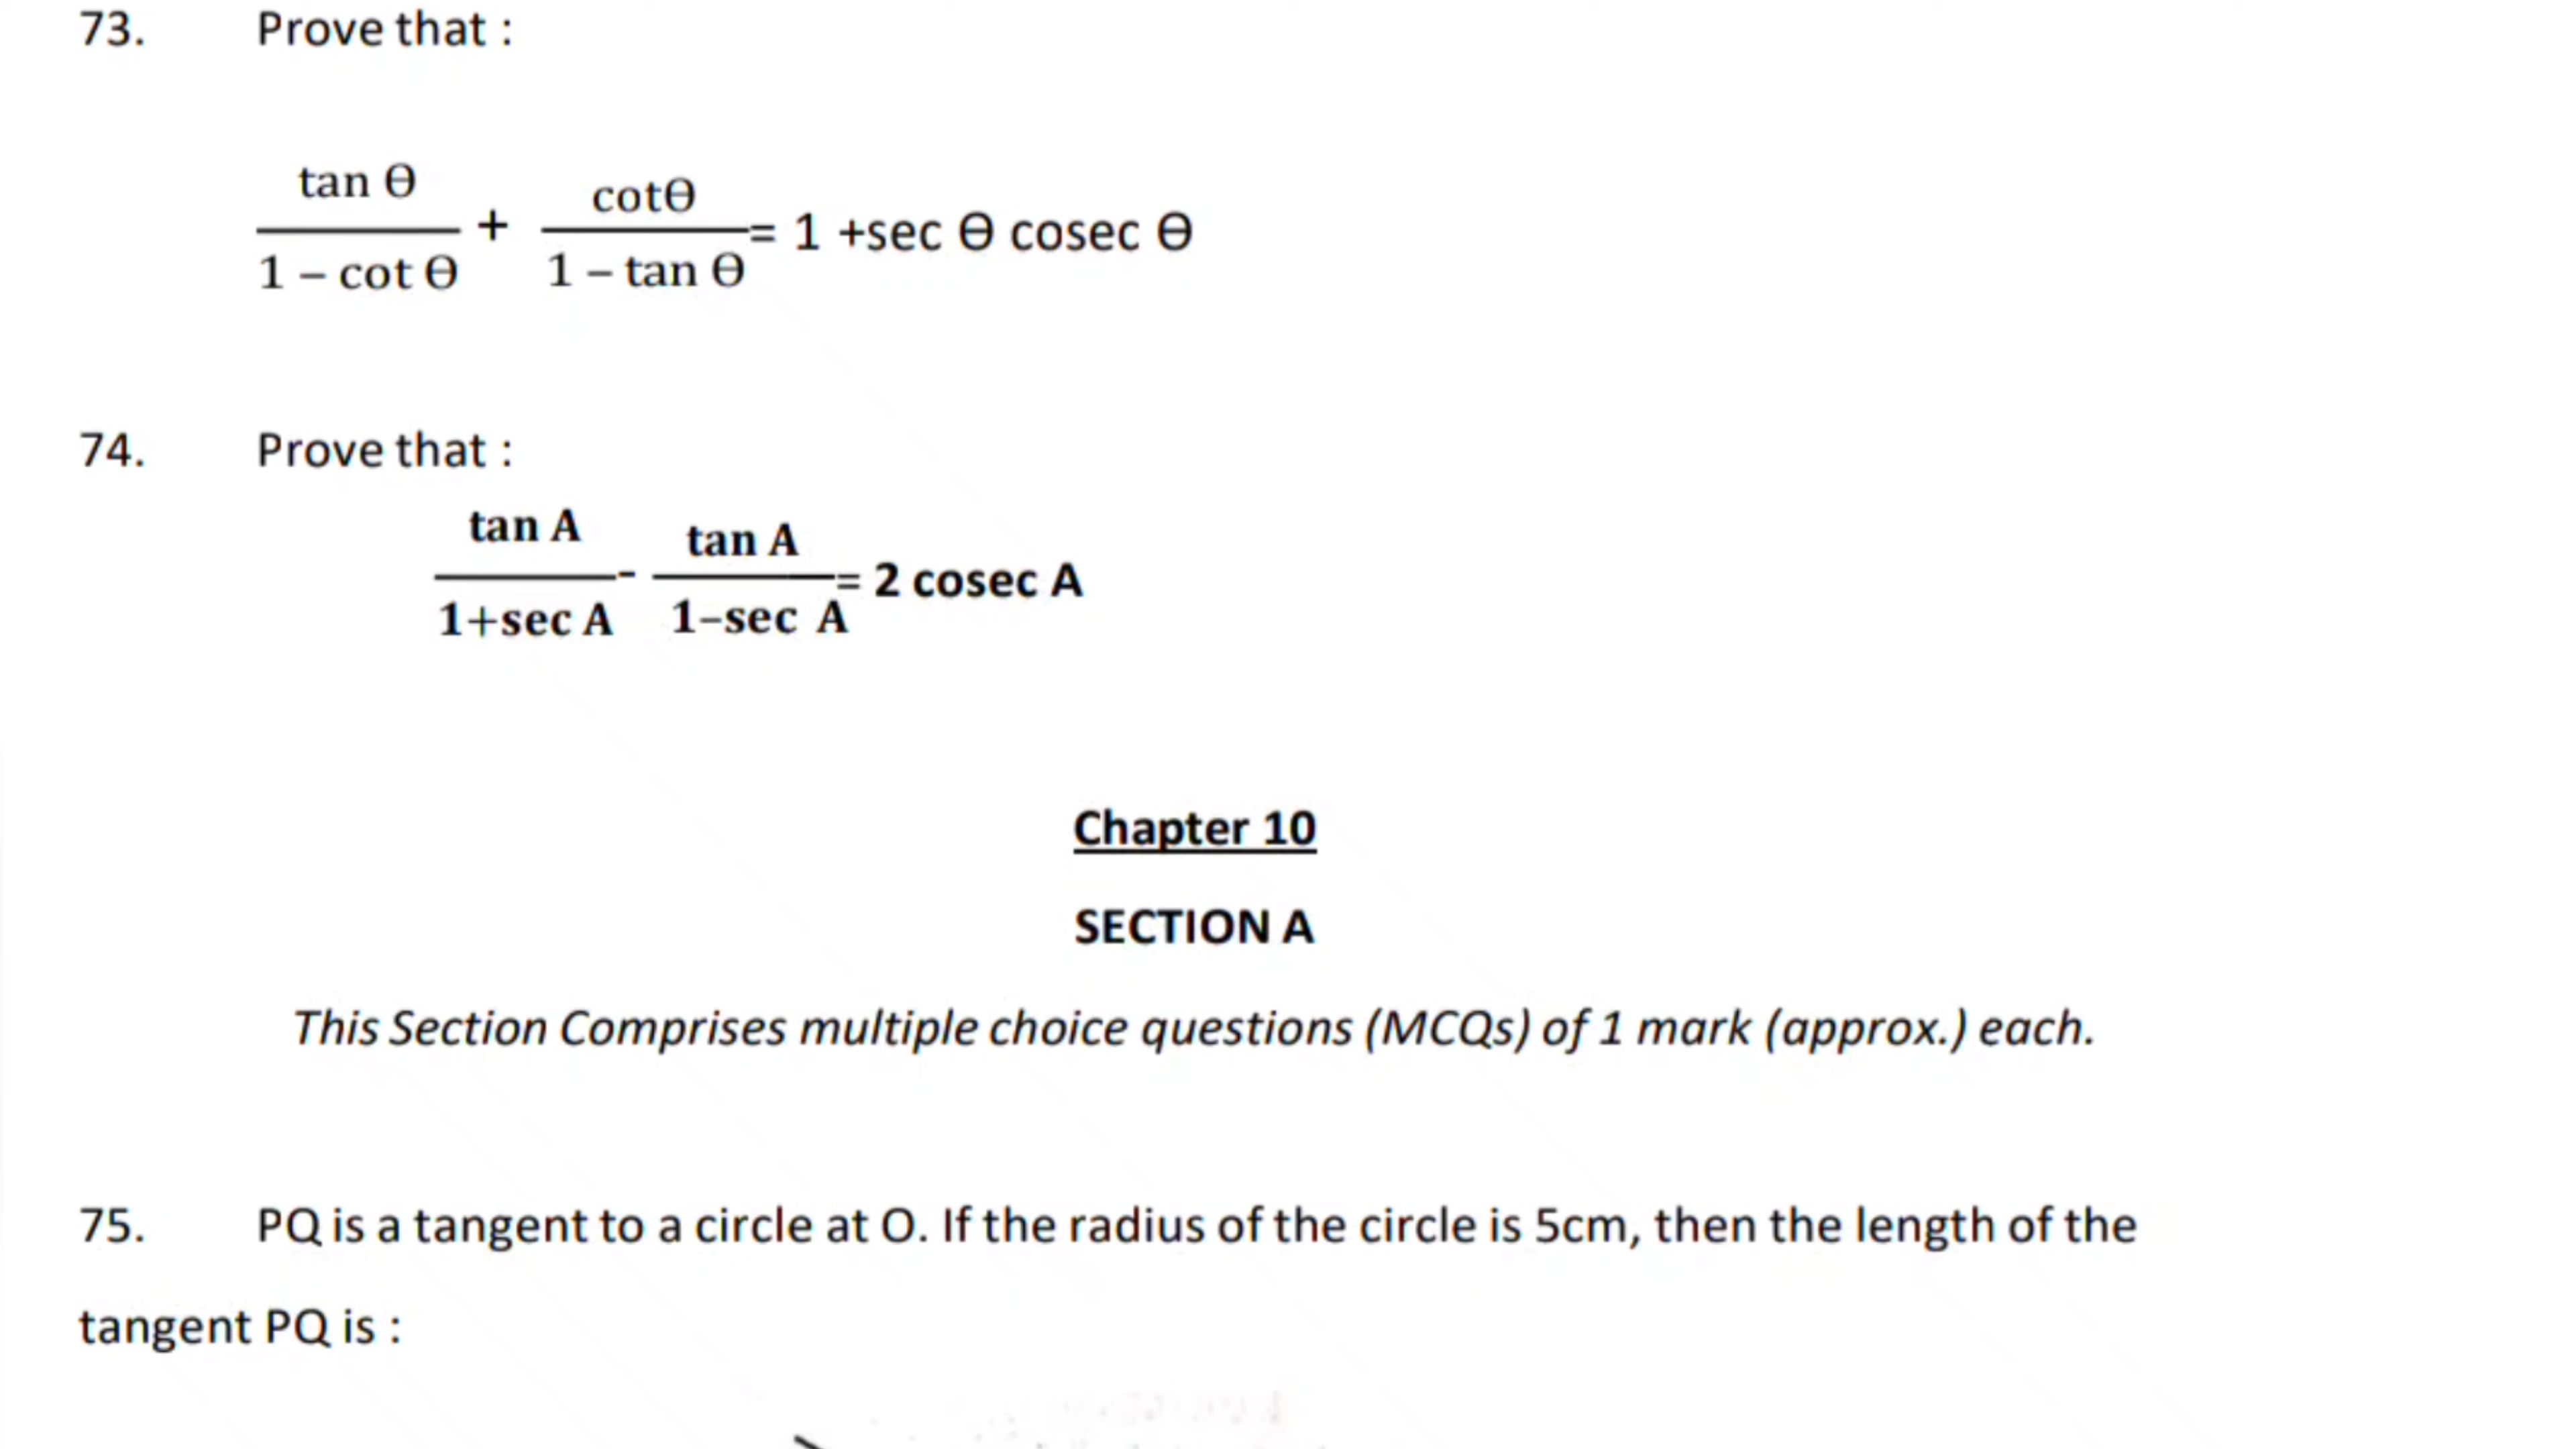 73. Prove that :
tan ϴ / 1 – cot ϴ + cotϴ / 1 – tan ϴ = 1 +sec ϴ cosec ϴ
74. Prove that :
tan A / 1+sec A - tan A / 1–sec A = 2 cosec A
Chapter 10
SECTION A
This Section Comprises multiple choice questions (MCQs) of 1 mark (approx.) each.
75. PQ is a tangent to a circle at O. If the radius of the circle is 5cm, then the length of the
tangent PQ is :